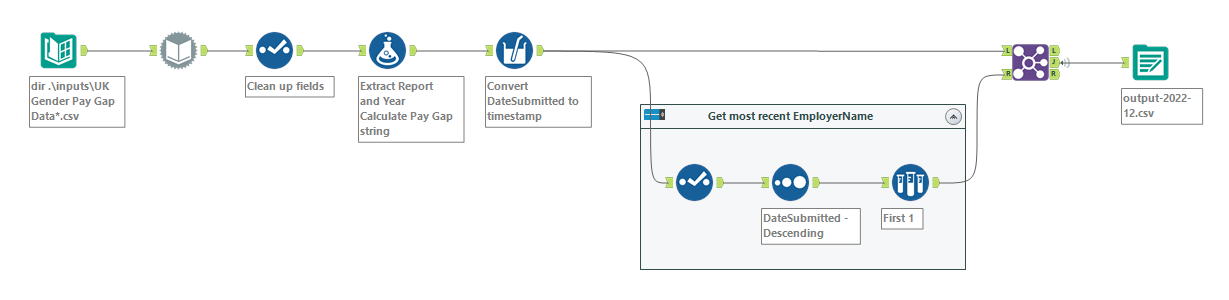 dir .\inputs\UK
Gender Pay Gap
Data*.csv
Clean up fields
Extract Report
and Year
Calculate Pay Gap
string
Convert
DateSubmitted to
timestamp
Get most recent EmployerName
DateSubmitted -
Descending
First 1
L
R
L
J
R
output-2022-
12.csv